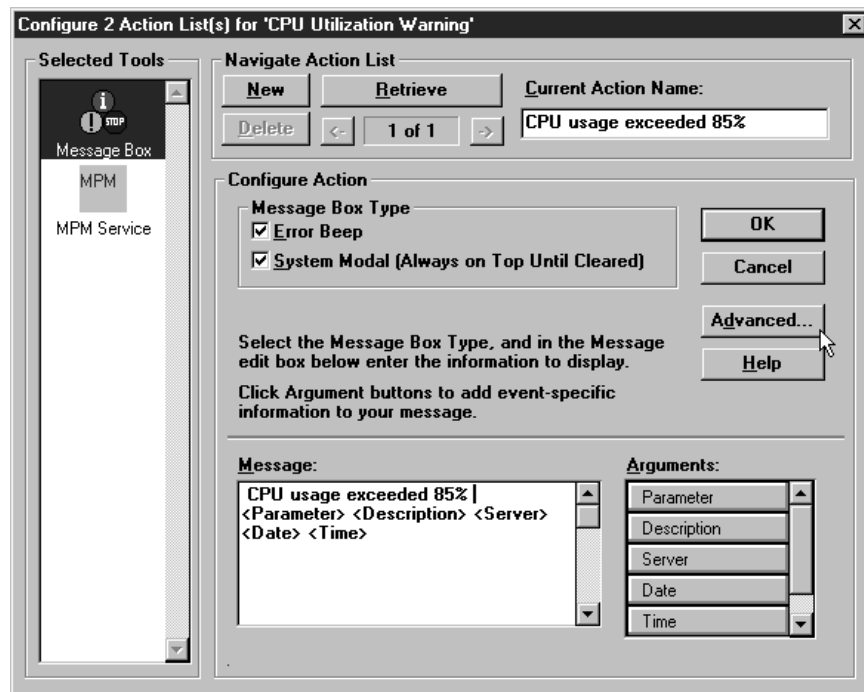 Configure 2 Action List(s) for 'CPU Utilization Warning'
Selected Tools
STOP
Message Box
MPM
MPM Service
Navigate Action List
New
Retrieve
Delete
<-
1 of 1
->
Current Action Name:
CPU usage exceeded 85%
Configure Action
Message Box Type
Error Beep
System Modal (Always on Top Until Cleared)
OK
Cancel
Advanced...
Help
Select the Message Box Type, and in the Message
edit box below enter the information to display.
Click Argument buttons to add event-specific
information to your message.
Message:
CPU usage exceeded 85%
<Parameter> <Description> <Server>
<Date> <Time>
Arguments:
Parameter
Description
Server
Date
Time